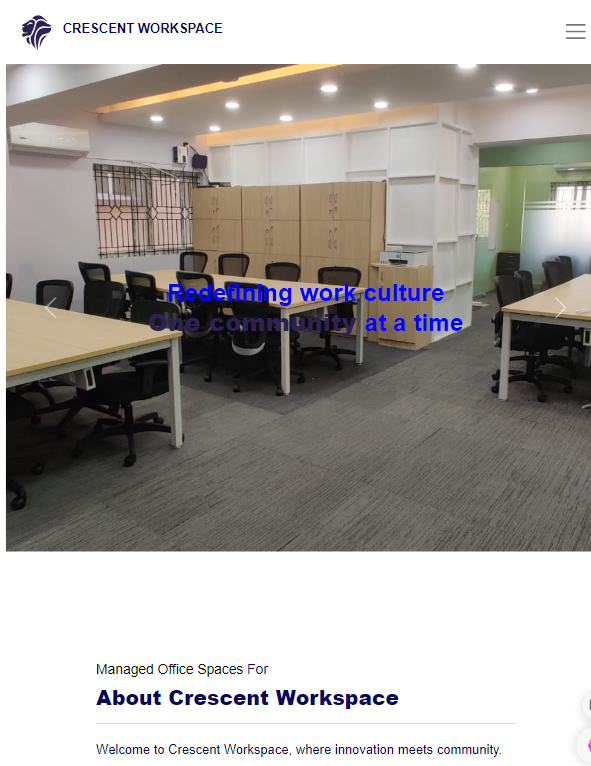 CRESCENT WORKSPACE
Redefining work culture
One community at a time
Managed Office Spaces For
About Crescent Workspace
Welcome to Crescent Workspace, where innovation meets community.